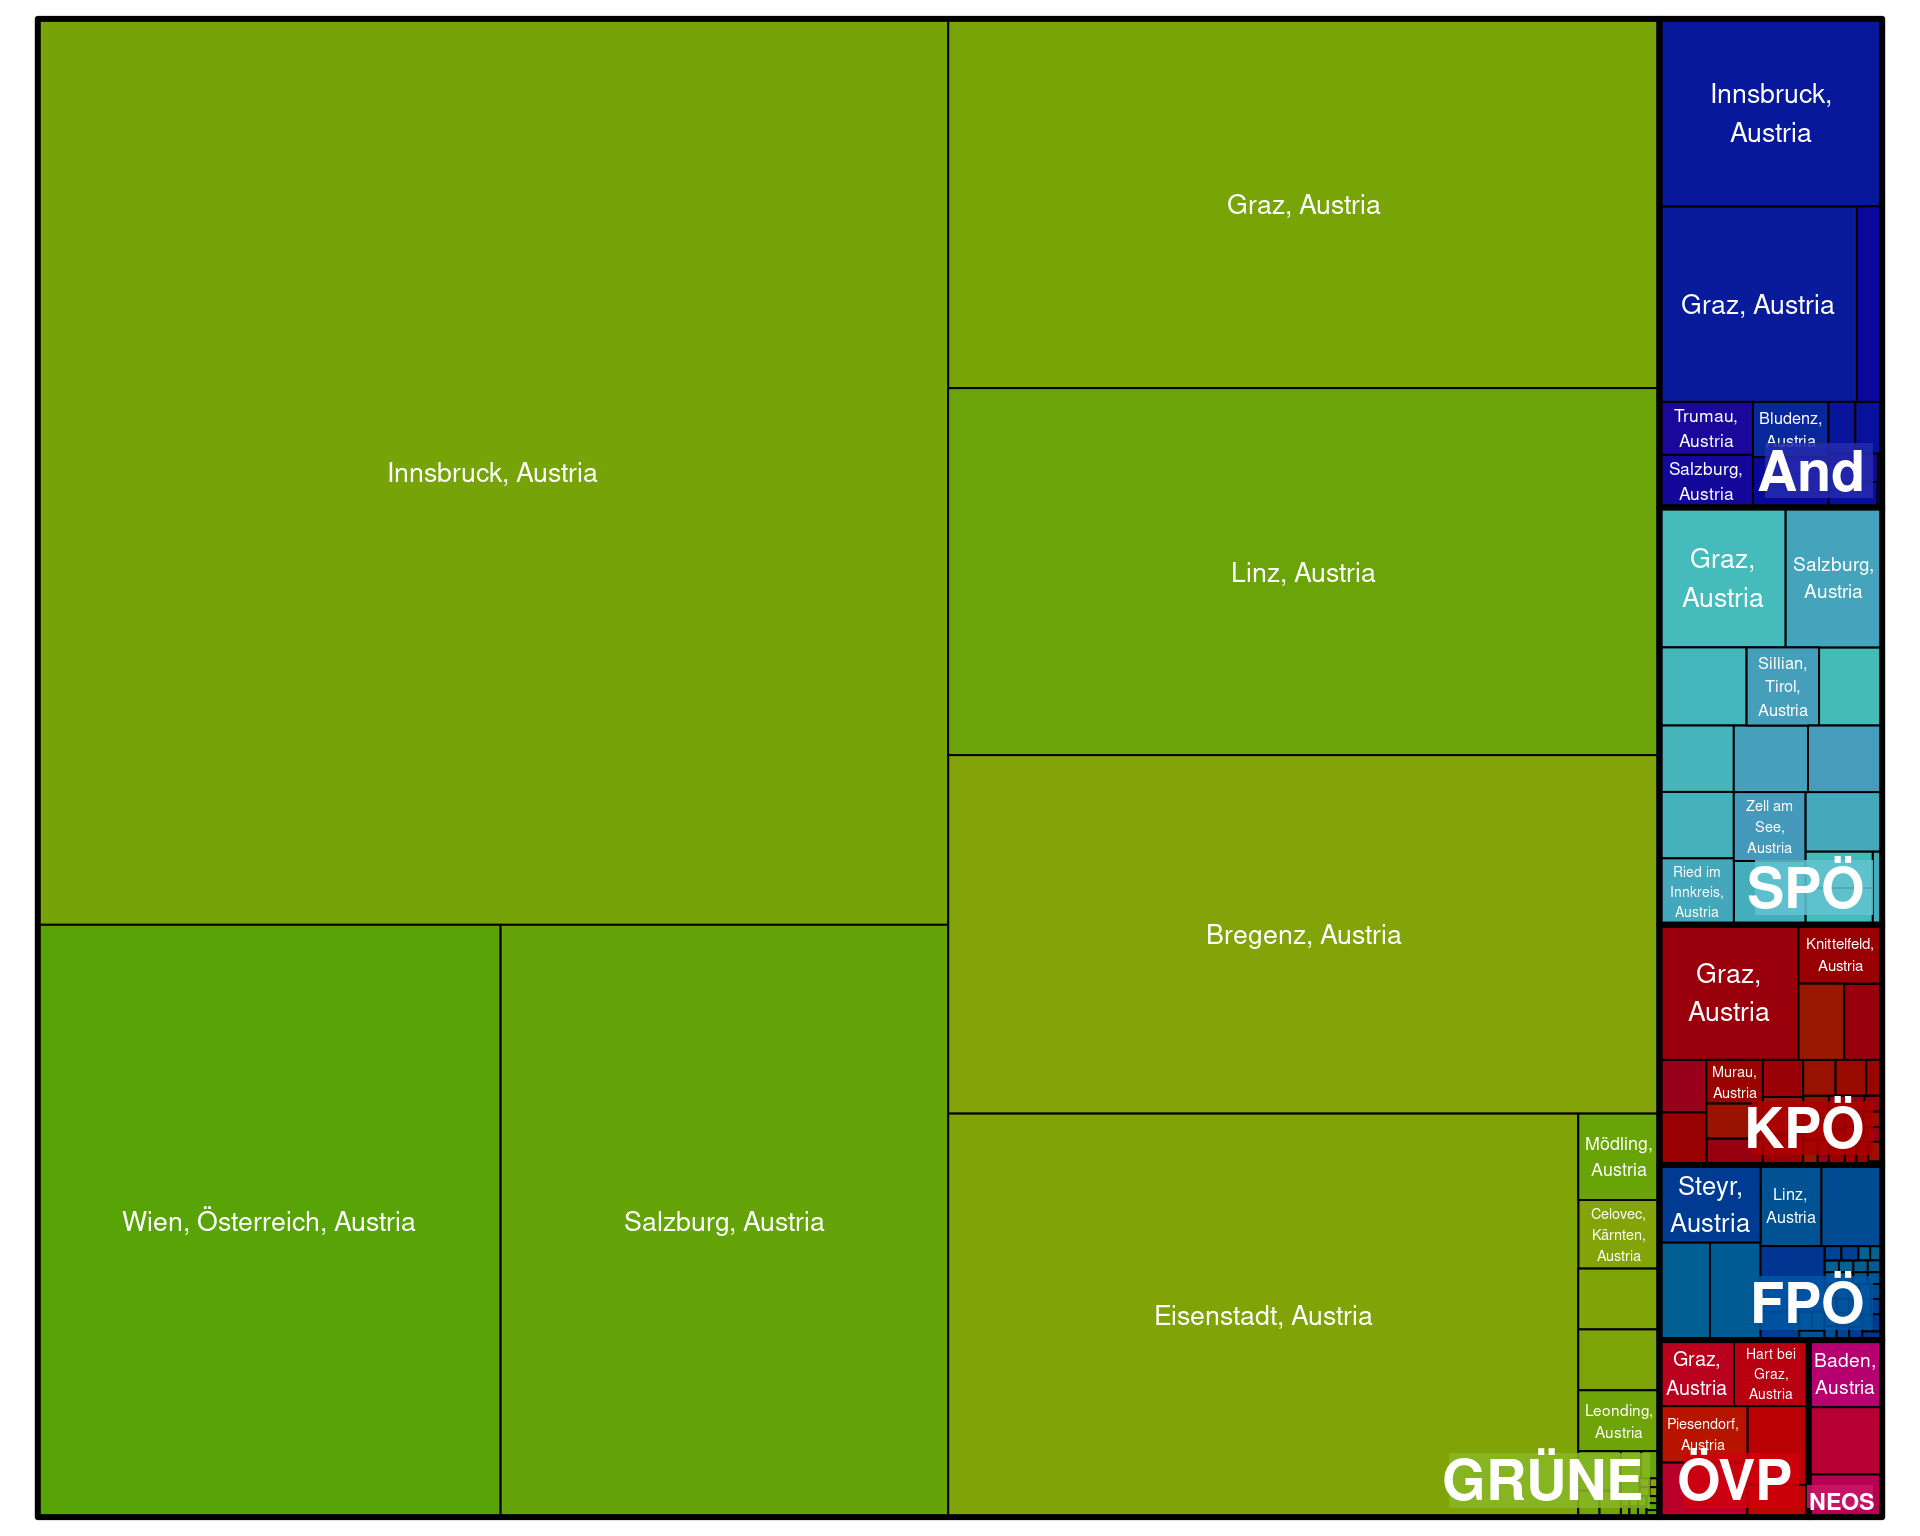 Innsbruck, Austria
Wien, Österreich, Austria
Salzburg, Austria
Graz, Austria
Linz, Austria
Bregenz, Austria
Eisenstadt, Austria
Mödling,
Austria
Celovec,
Kärnten,
Austria
Leonding,
Austria
GRÜNE
Innsbruck,
Austria
Graz, Austria
Trumau,
Austria
Bludenz,
Austria
Salzburg,
Austria
And
Graz,
Austria
Salzburg,
Austria
Sillian,
Tirol,
Austria
Zell am
See,
Austria
Ried im
Innkreis,
Austria
SPÖ
Graz,
Austria
Knittelfeld,
Austria
Murau,
Austria
KPÖ
Steyr,
Austria
Linz,
Austria
FPÖ
Graz,
Austria
Hart bei
Graz,
Austria
Piesendorf,
Austria
ÖVP
Baden,
Austria
NEOS